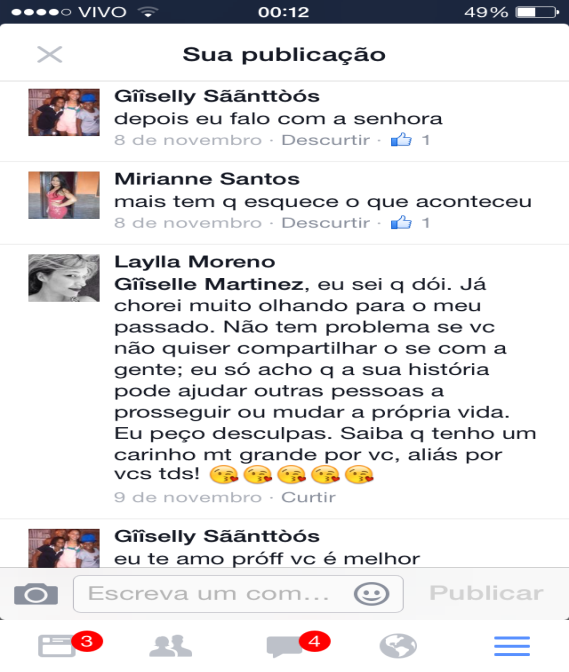 VIVO 00:12 49%
Sua publicação
Gîîselly Sããnttòós
depois eu falo com a senhora
8 de novembro · Descurtir · 1
Mirianne Santos
mais tem q esquece o que aconteceu
8 de novembro · Descurtir · 1
Laylla Moreno
Gîîselle Martinez, eu sei q dói. Já
chorei muito olhando para o meu
passado. Não tem problema se vc
não quiser compartilhar o se com a
gente; eu só acho q a sua história
pode ajudar outras pessoas a
prosseguir ou mudar a própria vida.
Eu peço desculpas. Saiba q tenho um
carinho mt grande por vc, aliás por
vcs tds! 😘😘😘😘😘
9 de novembro · Curtir
Gîîselly Sããnttòós
eu te amo próff vc é melhor
Escreva um com... Publicar
3 4